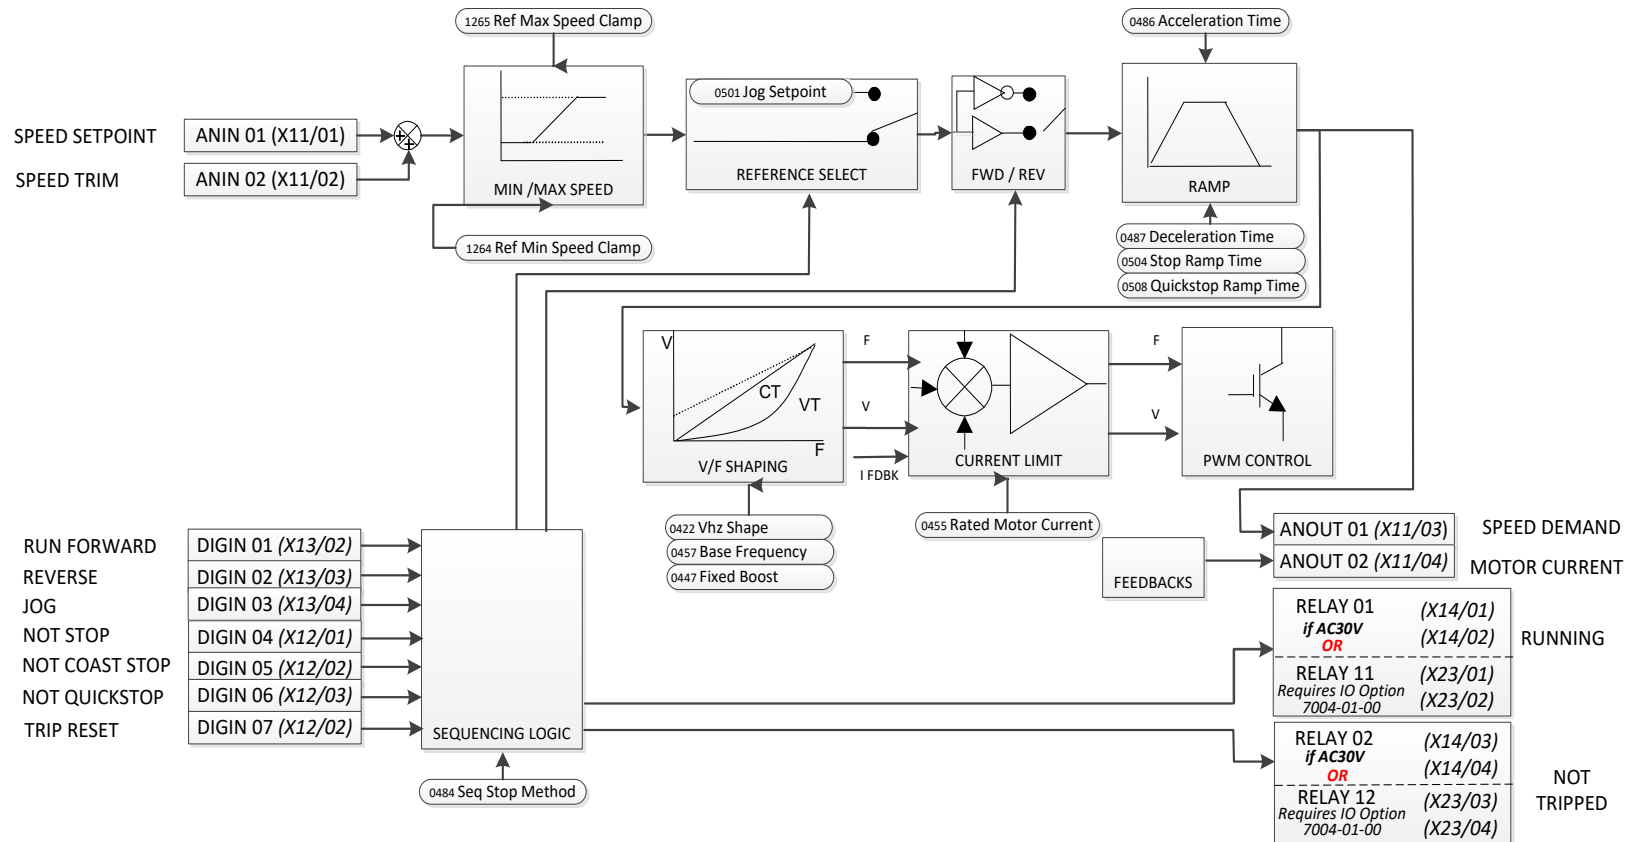 1265 Ref Max Speed Clamp
0486 Acceleration Time
SPEED SETPOINT
ANIN 01 (X11/01)
SPEED TRIM
ANIN 02 (X11/02)
+
+
MIN /MAX SPEED
0501 Jog Setpoint
REFERENCE SELECT
FWD / REV
RAMP
1264 Ref Min Speed Clamp
0487 Deceleration Time
0504 Stop Ramp Time
0508 Quickstop Ramp Time
V
CT
VT
F
V/F SHAPING
F
V
I FDBK
CURRENT LIMIT
F
V
PWM CONTROL
0422 Vhz Shape
0457 Base Frequency
0447 Fixed Boost
0455 Rated Motor Current
FEEDBACKS
ANOUT 01 (X11/03)
SPEED DEMAND
ANOUT 02 (X11/04)
MOTOR CURRENT
RUN FORWARD
DIGIN 01 (X13/02)
REVERSE
DIGIN 02 (X13/03)
JOG
DIGIN 03 (X13/04)
NOT STOP
DIGIN 04 (X12/01)
NOT COAST STOP
DIGIN 05 (X12/02)
NOT QUICKSTOP
DIGIN 06 (X12/03)
TRIP RESET
DIGIN 07 (X12/02)
SEQUENCING LOGIC
0484 Seq Stop Method
RELAY 01 (X14/01)
if AC30V
OR
(X14/02)
RUNNING
RELAY 11 (X23/01)
Requires IO Option
7004-01-00
(X23/02)
RELAY 02 (X14/03)
if AC30V
OR
(X14/04)
NOT
TRIPPED
RELAY 12 (X23/03)
Requires IO Option
7004-01-00
(X23/04)